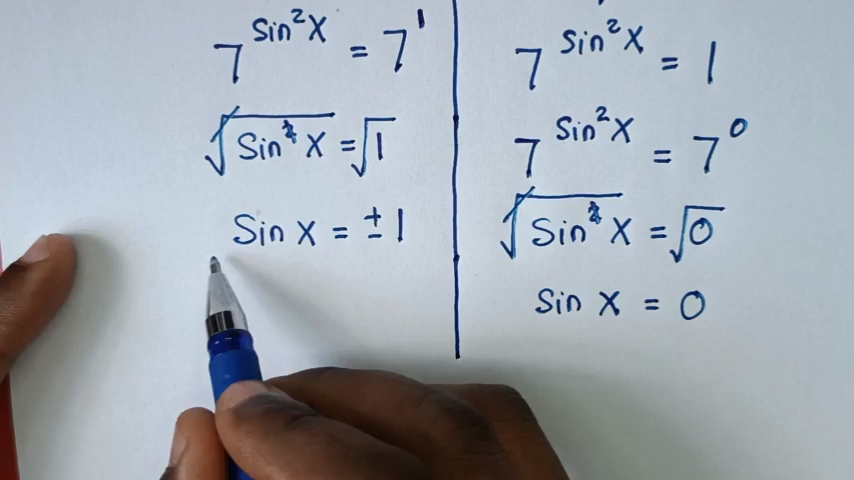 7^{Sin²X} = 7^1
√Sin²X = √1
Sin X = ± 1
7^{Sin²X} = 1
7^{Sin²X} = 7^0
√Sin²X = √0
Sin X = 0